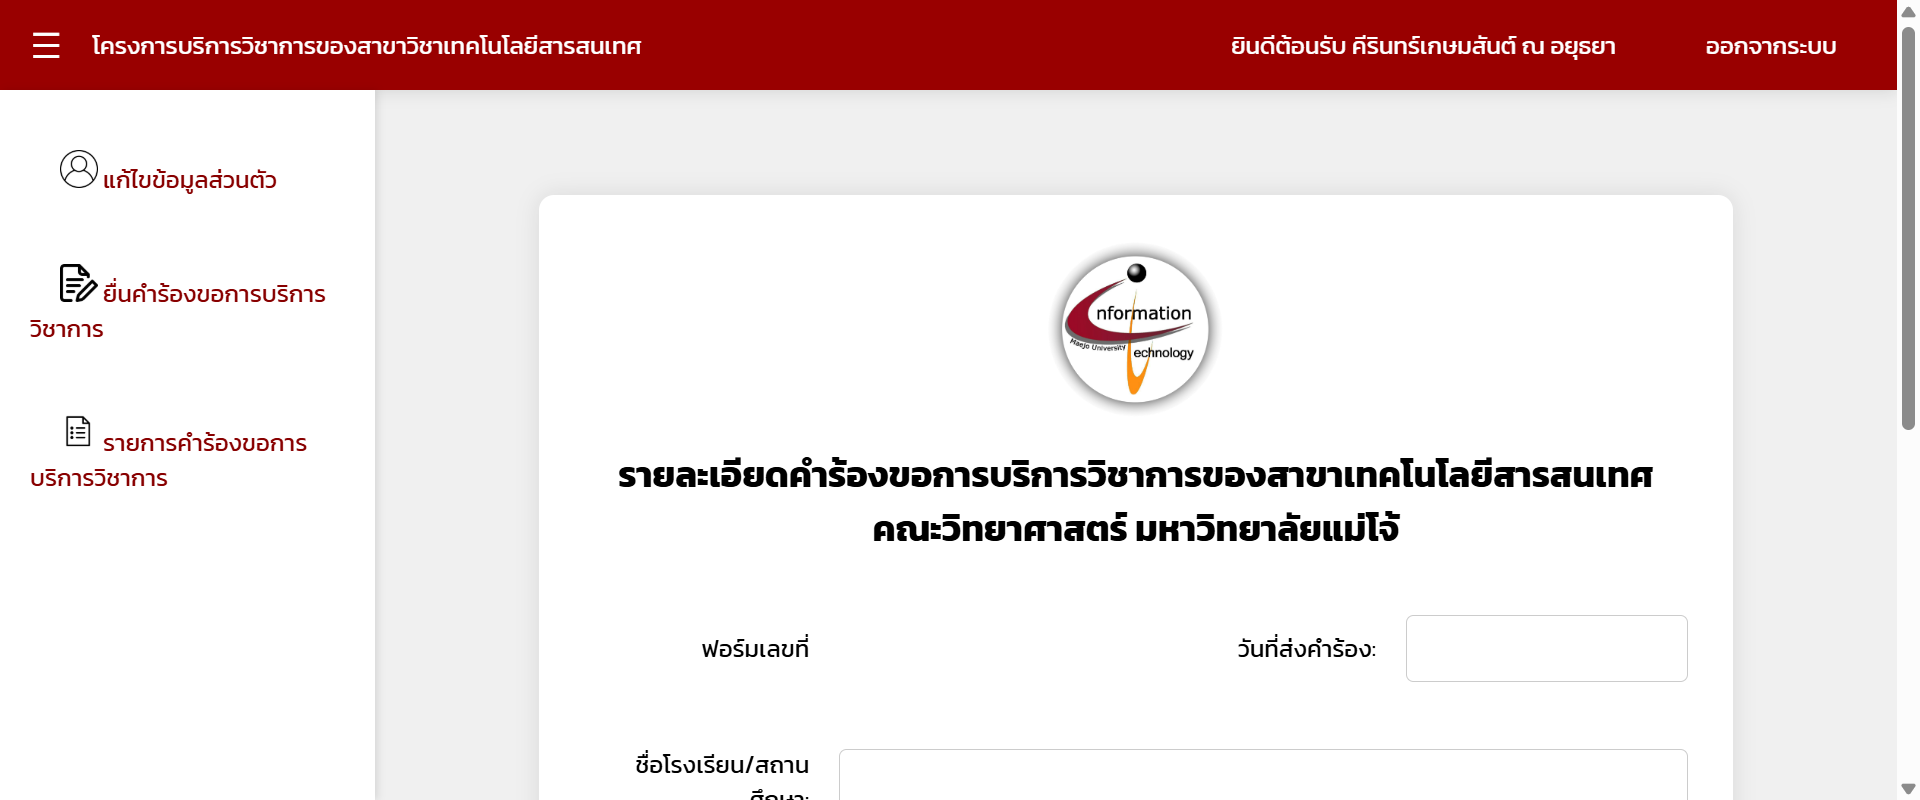 ☰ โครงการบริการวิชาการของสาขาวิชาเทคโนโลยีสารสนเทศ ยินดีต้อนรับ คีรินทร์เกษมสันต์ ณ อยุธยา ออกจากระบบ
แก้ไขข้อมูลส่วนตัว
ยื่นคำร้องขอการบริการ
วิชาการ
รายการคำร้องขอการ
บริการวิชาการ
nformation
Maejo University
echnology
รายละเอียดคำร้องขอการบริการวิชาการของสาขาเทคโนโลยีสารสนเทศ
คณะวิทยาศาสตร์ มหาวิทยาลัยแม่โจ้
ฟอร์มเลขที่ วันที่ส่งคำร้อง:
ชื่อโรงเรียน/สถาน
ศึกษา: